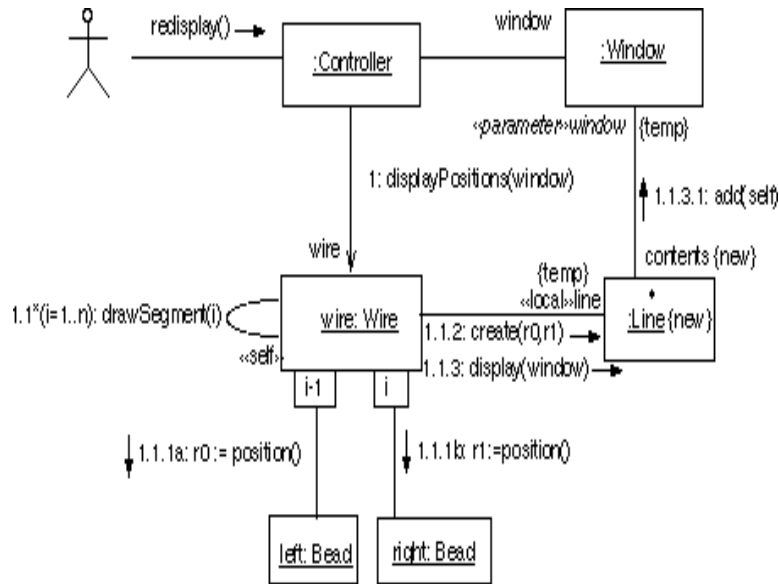 redisplay()
window
:Controller
:Window
«parameter»window {temp}
1: displayPositions(window)
1.1.3.1: add(self)
wire
contents {new}
{temp}
«local»line
1.1*(i=1..n): drawSegment(i)
wire: Wire
*
:Line{new}
1.1.2: create(r0,r1)
«self»
1.1.3: display(window)
i-1
i
1.1.1a: r0 := position()
1.1.1b: r1:=position()
left: Bead
right: Bead